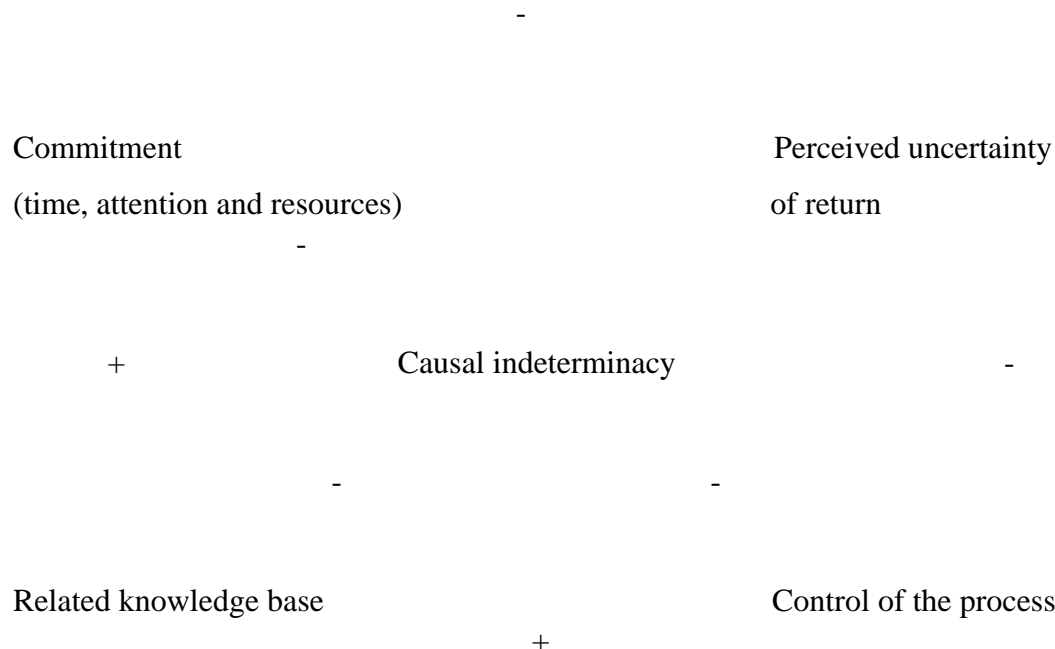 -
Commitment Perceived uncertainty
(time, attention and resources) of return
-
+ Causal indeterminacy -
- -
Related knowledge base Control of the process
+